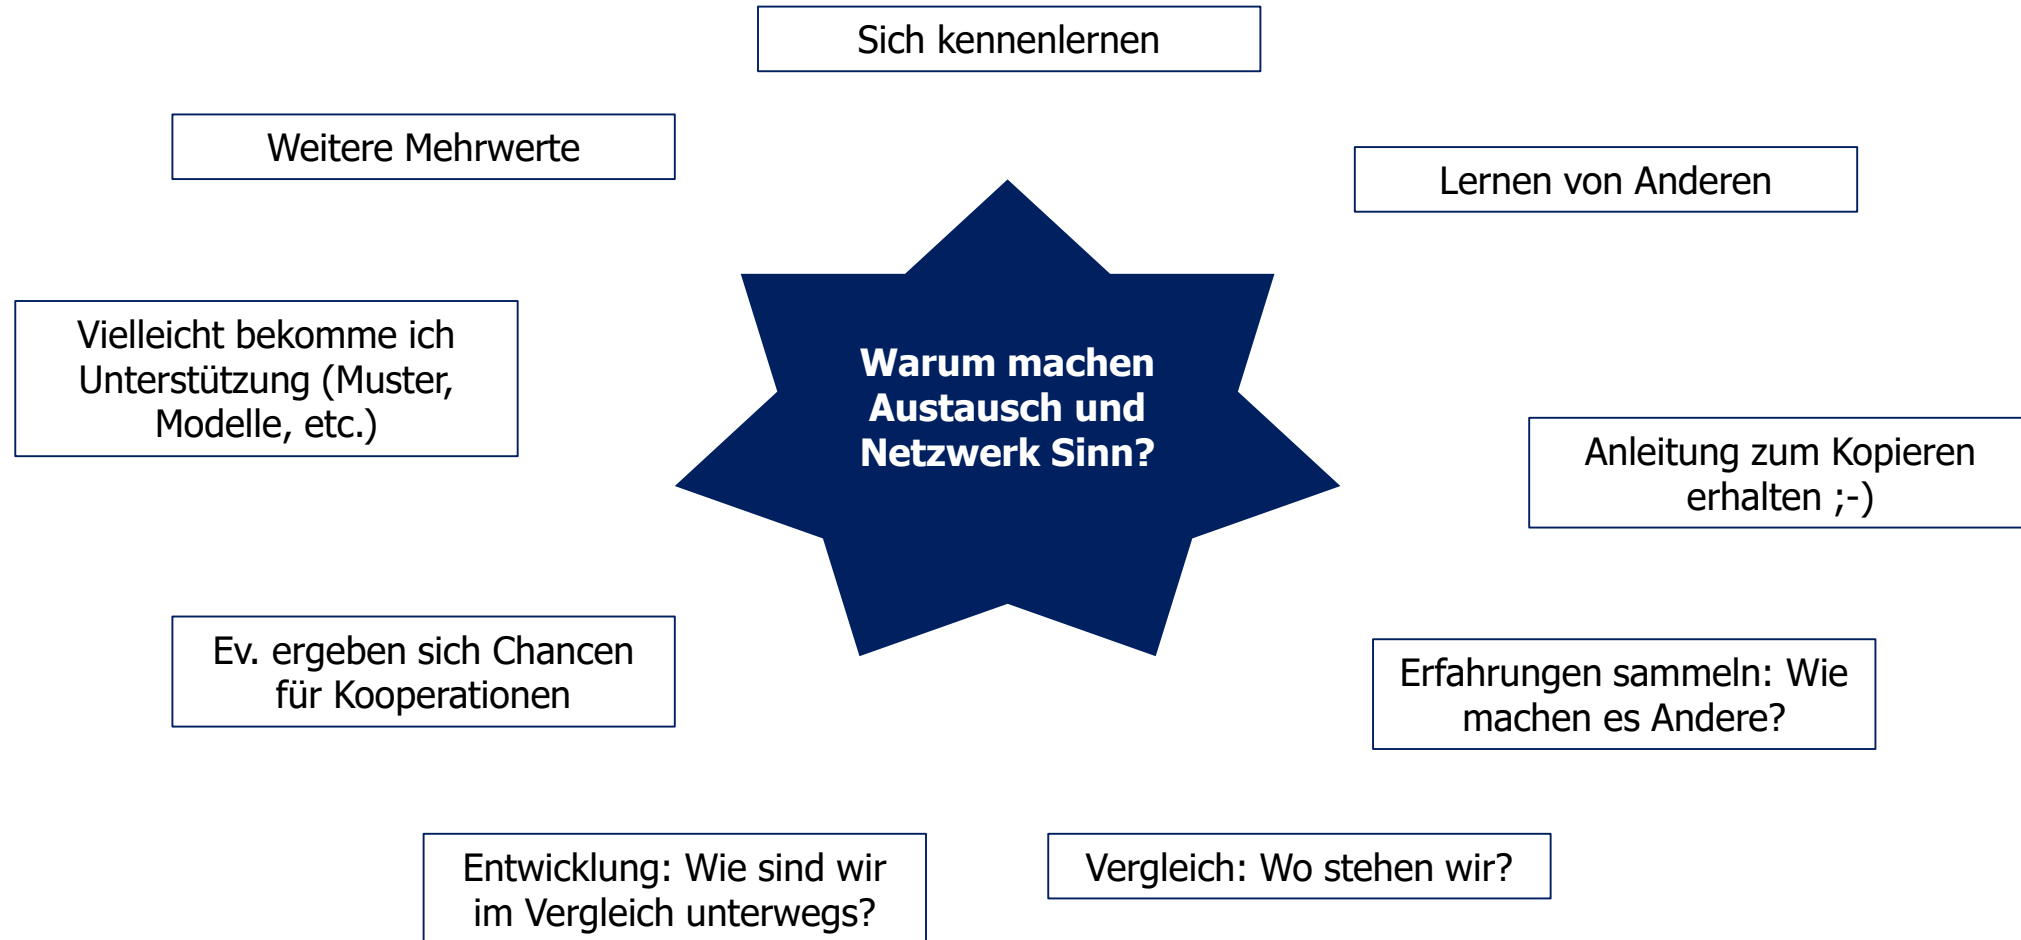 Sich kennenlernen
Weitere Mehrwerte
Lernen von Anderen
Vielleicht bekomme ich
Unterstützung (Muster,
Modelle, etc.)
Warum machen
Austausch und
Netzwerk Sinn?
Anleitung zum Kopieren
erhalten ;-)
Ev. ergeben sich Chancen
für Kooperationen
Erfahrungen sammeln: Wie
machen es Andere?
Entwicklung: Wie sind wir
im Vergleich unterwegs?
Vergleich: Wo stehen wir?